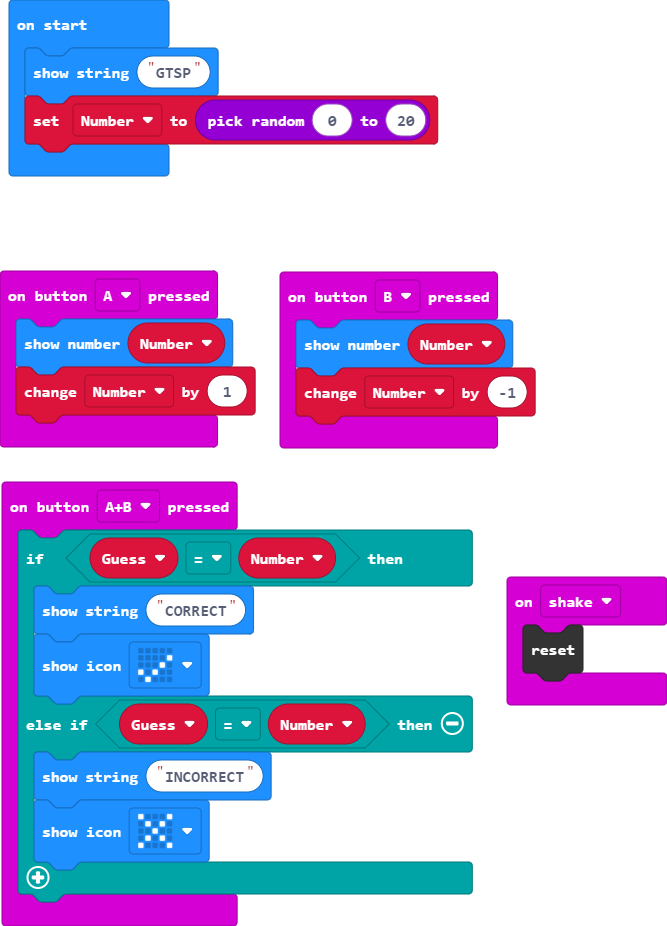 on start
show string "GTSP"
set Number to pick random 0 to 20
on button A pressed
show number Number
change Number by 1
on button B pressed
show number Number
change Number by -1
on button A+B pressed
if Guess = Number then
show string "CORRECT"
show icon
else if Guess = Number then
show string "INCORRECT"
show icon
on shake
reset